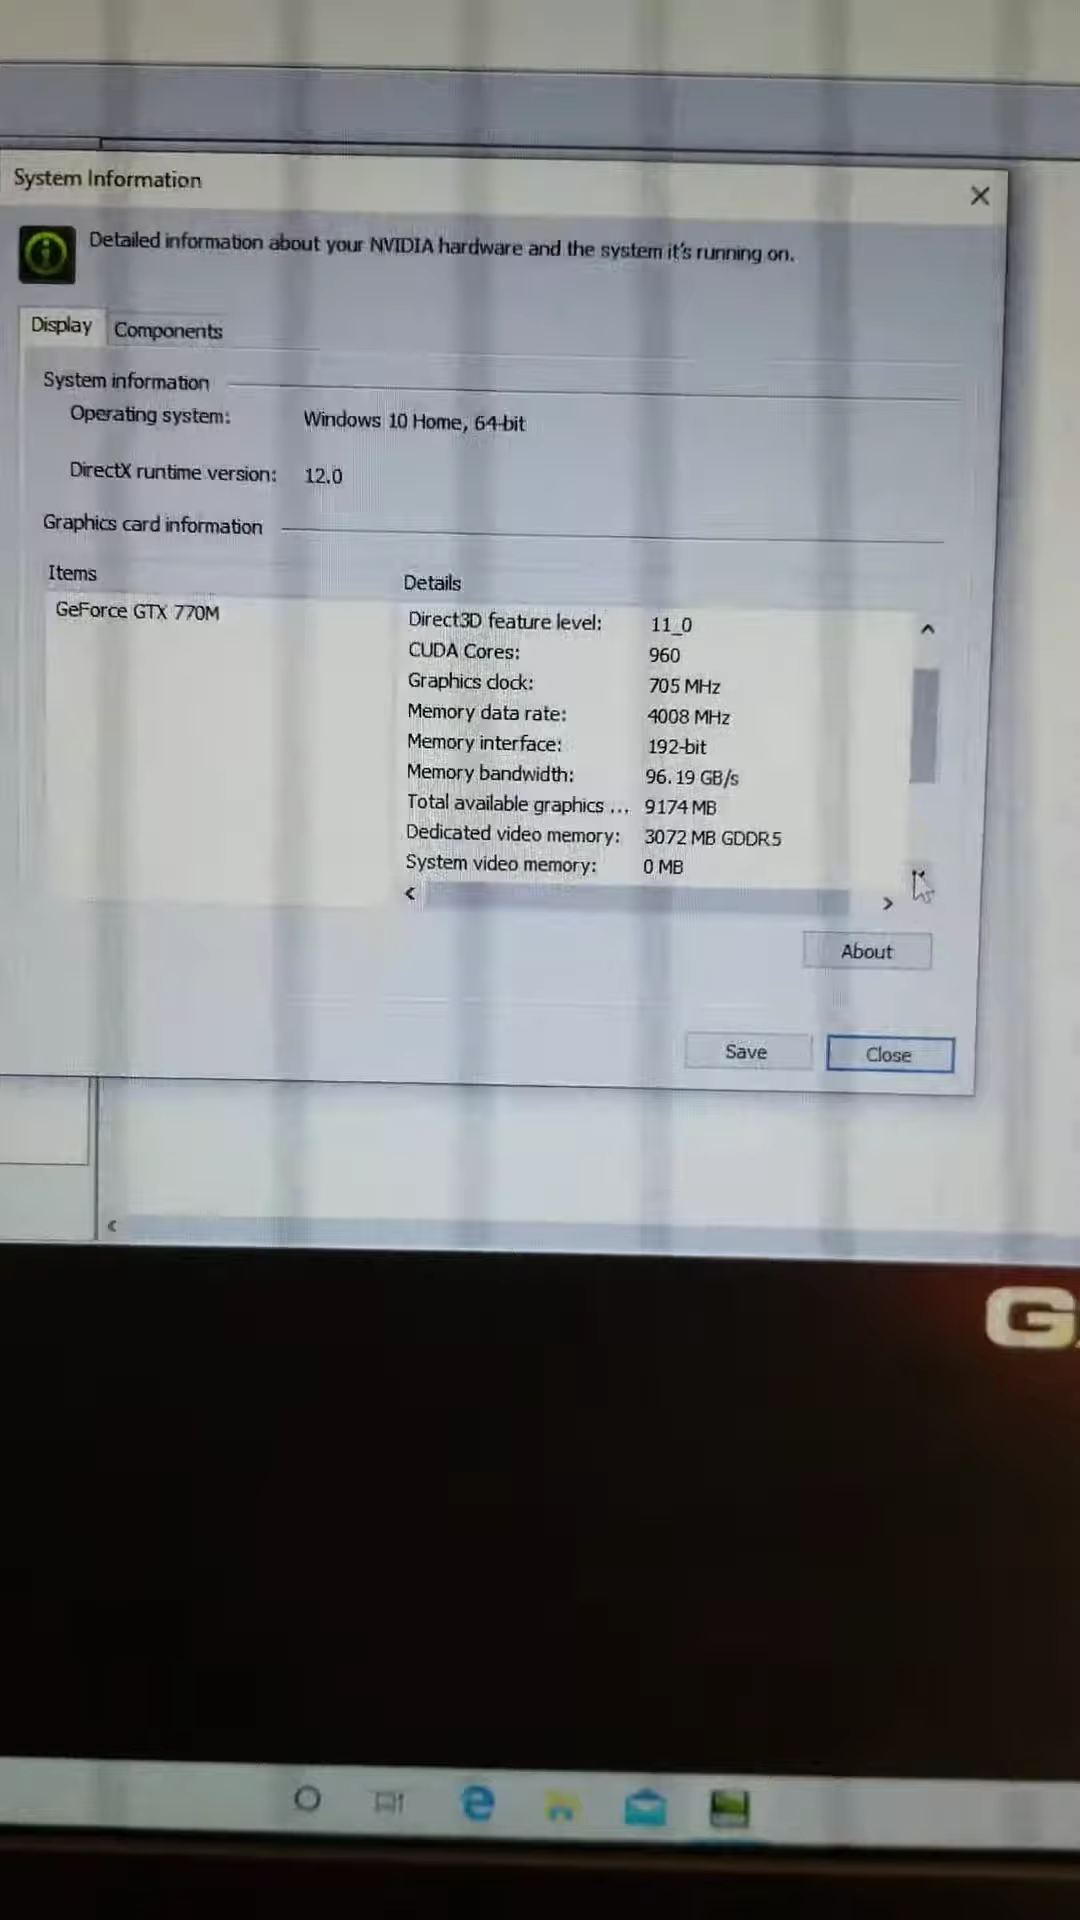 System Information
Detailed information about your NVIDIA hardware and the system it's running on.
Display Components
System information
Operating system: Windows 10 Home, 64-bit
DirectX runtime version: 12.0
Graphics card information
Items Details
GeForce GTX 770M
Direct3D feature level: 11_0
CUDA Cores: 960
Graphics clock: 705 MHz
Memory data rate: 4008 MHz
Memory interface: 192-bit
Memory bandwidth: 96.19 GB/s
Total available graphics ... 9174 MB
Dedicated video memory: 3072 MB GDDR5
System video memory: 0 MB
About
Save Close
G